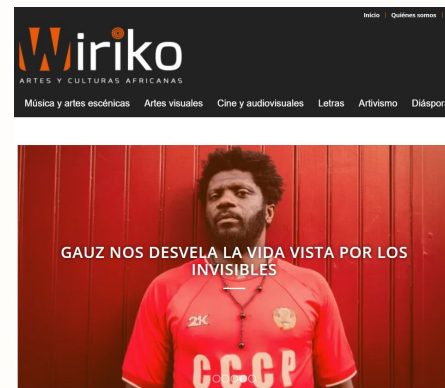 Inicio | Quiénes somos |
Wiriko
ARTES Y CULTURAS AFRICANAS
Música y artes escénicas Artes visuales Cine y audiovisuales Letras Artivismo Diáspor
GAUZ NOS DESVELA LA VIDA VISTA POR LOS
INVISIBLES
2K
CCCP